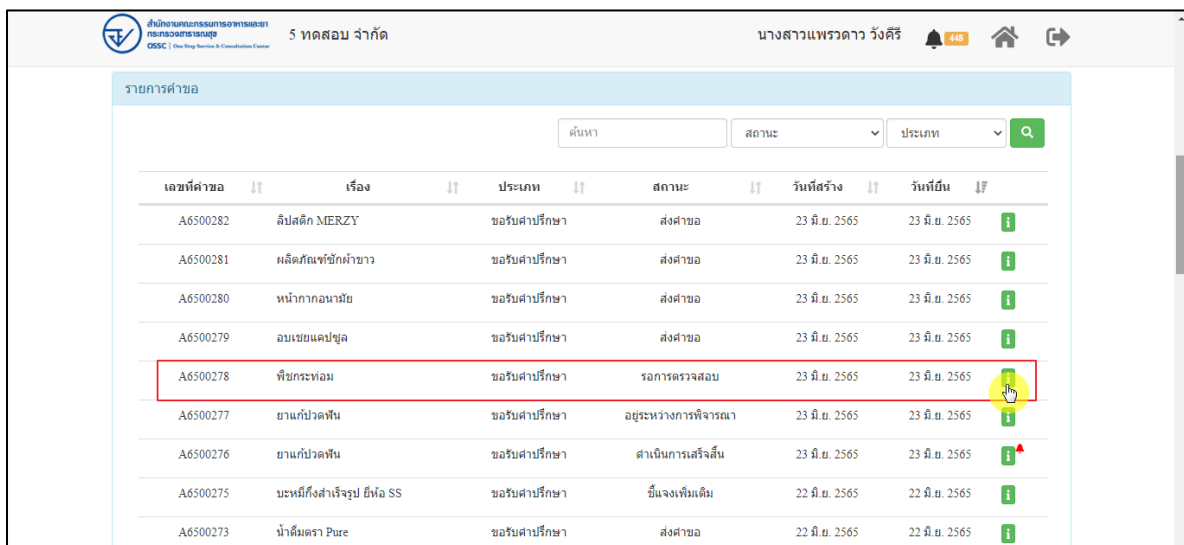 สำนักงานคณะกรรมการอาหารและยา
กระทรวงสาธารณสุข
OSSC | One Stop Service & Consultation Center
5 ทดสอบ จำกัด
นางสาวแพรวดาว วังคีรี
448
รายการคำขอ
ค้นหา สถานะ ประเภท
เลขที่คำขอ เรื่อง ประเภท สถานะ วันที่สร้าง วันที่ยื่น
A6500282 ลิปสติก MERZY ขอรับคำปรึกษา ส่งคำขอ 23 มิ.ย. 2565 23 มิ.ย. 2565
A6500281 ผลิตภัณฑ์ซักผ้าขาว ขอรับคำปรึกษา ส่งคำขอ 23 มิ.ย. 2565 23 มิ.ย. 2565
A6500280 หน้ากากอนามัย ขอรับคำปรึกษา ส่งคำขอ 23 มิ.ย. 2565 23 มิ.ย. 2565
A6500279 อบเชยแคปซูล ขอรับคำปรึกษา ส่งคำขอ 23 มิ.ย. 2565 23 มิ.ย. 2565
A6500278 พืชกระท่อม ขอรับคำปรึกษา รอการตรวจสอบ 23 มิ.ย. 2565 23 มิ.ย. 2565
A6500277 ยาแก้ปวดฟัน ขอรับคำปรึกษา อยู่ระหว่างการพิจารณา 23 มิ.ย. 2565 23 มิ.ย. 2565
A6500276 ยาแก้ปวดฟัน ขอรับคำปรึกษา ดำเนินการเสร็จสิ้น 23 มิ.ย. 2565 23 มิ.ย. 2565
A6500275 บะหมี่กึ่งสำเร็จรูป ยี่ห้อ SS ขอรับคำปรึกษา ชี้แจงเพิ่มเติม 22 มิ.ย. 2565 22 มิ.ย. 2565
A6500273 น้ำดื่มตรา Pure ขอรับคำปรึกษา ส่งคำขอ 22 มิ.ย. 2565 22 มิ.ย. 2565